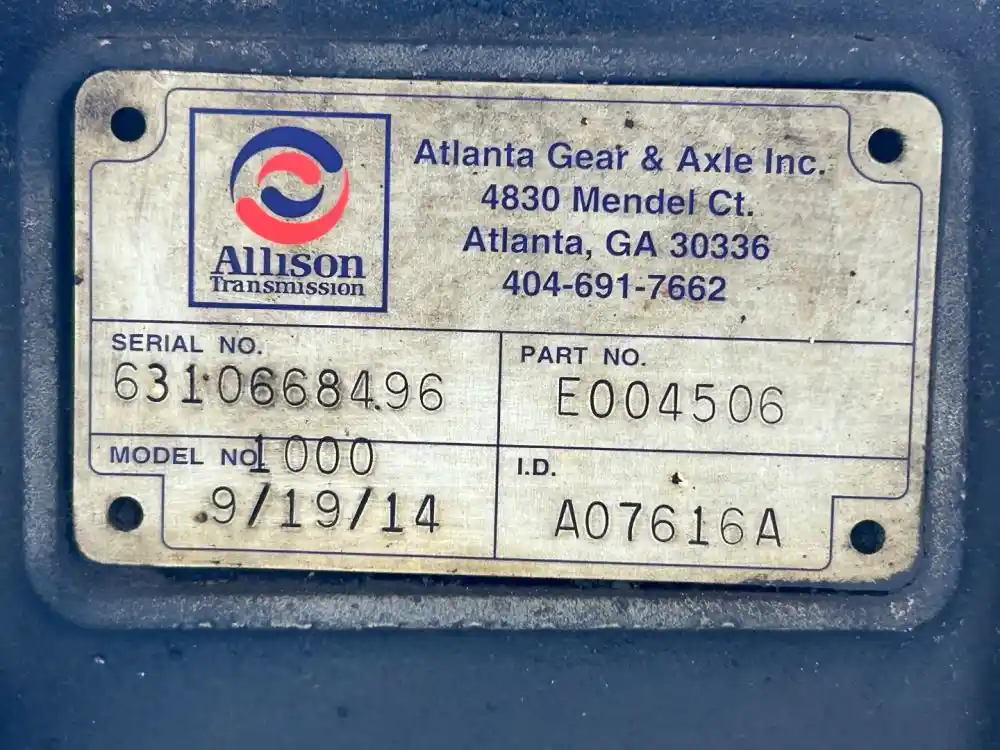 Allison
Transmission
Atlanta Gear & Axle Inc.
4830 Mendel Ct.
Atlanta, GA 30336
404-691-7662
SERIAL NO.
6310668496
PART NO.
E004506
MODEL NO. 1000
9/19/14
I.D.
A07616A